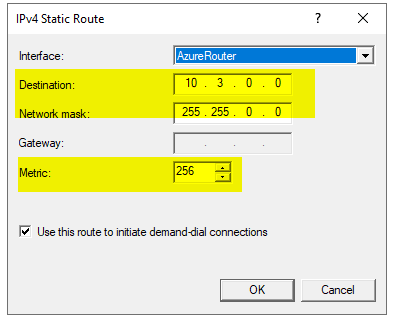 IPv4 Static Route
Interface: AzureRouter
Destination: 10 . 3 . 0 . 0
Network mask: 255 . 255 . 0 . 0
Gateway: . . .
Metric: 256
Use this route to initiate demand-dial connections
OK Cancel